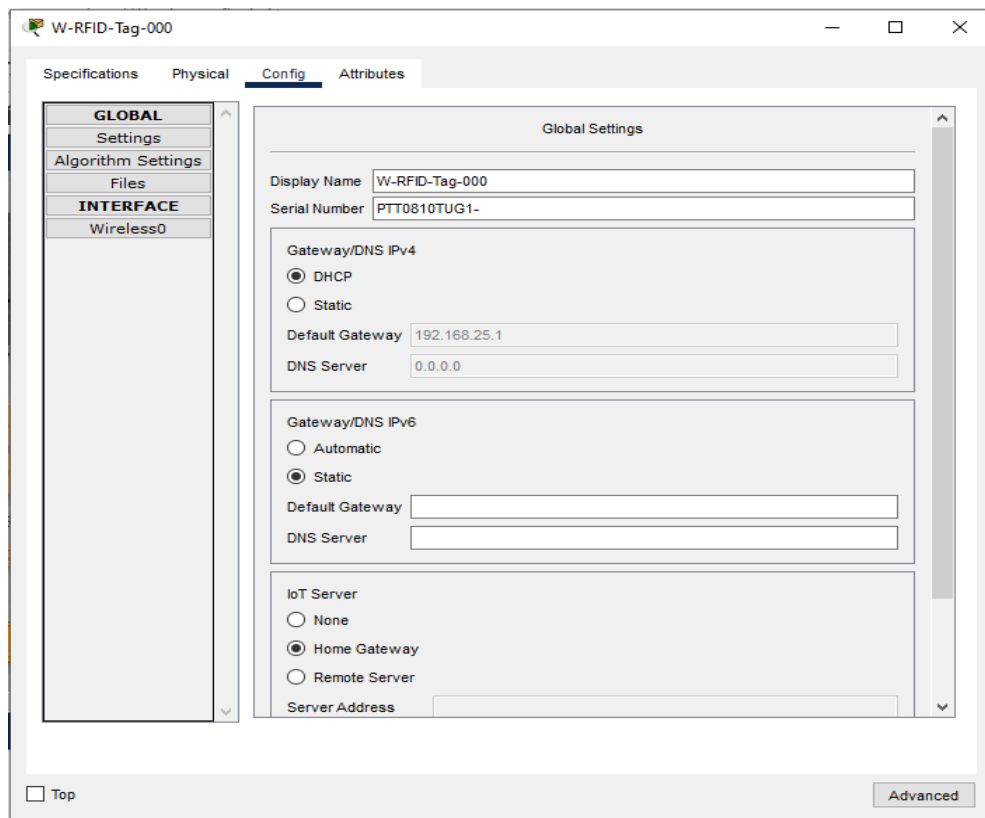 W-RFID-Tag-000
Specifications Physical Config Attributes
GLOBAL
Settings
Algorithm Settings
Files
INTERFACE
Wireless0
Global Settings
Display Name W-RFID-Tag-000
Serial Number PTT0810TUG1-
Gateway/DNS IPv4
DHCP
Static
Default Gateway 192.168.25.1
DNS Server 0.0.0.0
Gateway/DNS IPv6
Automatic
Static
Default Gateway
DNS Server
IoT Server
None
Home Gateway
Remote Server
Server Address
Top
Advanced